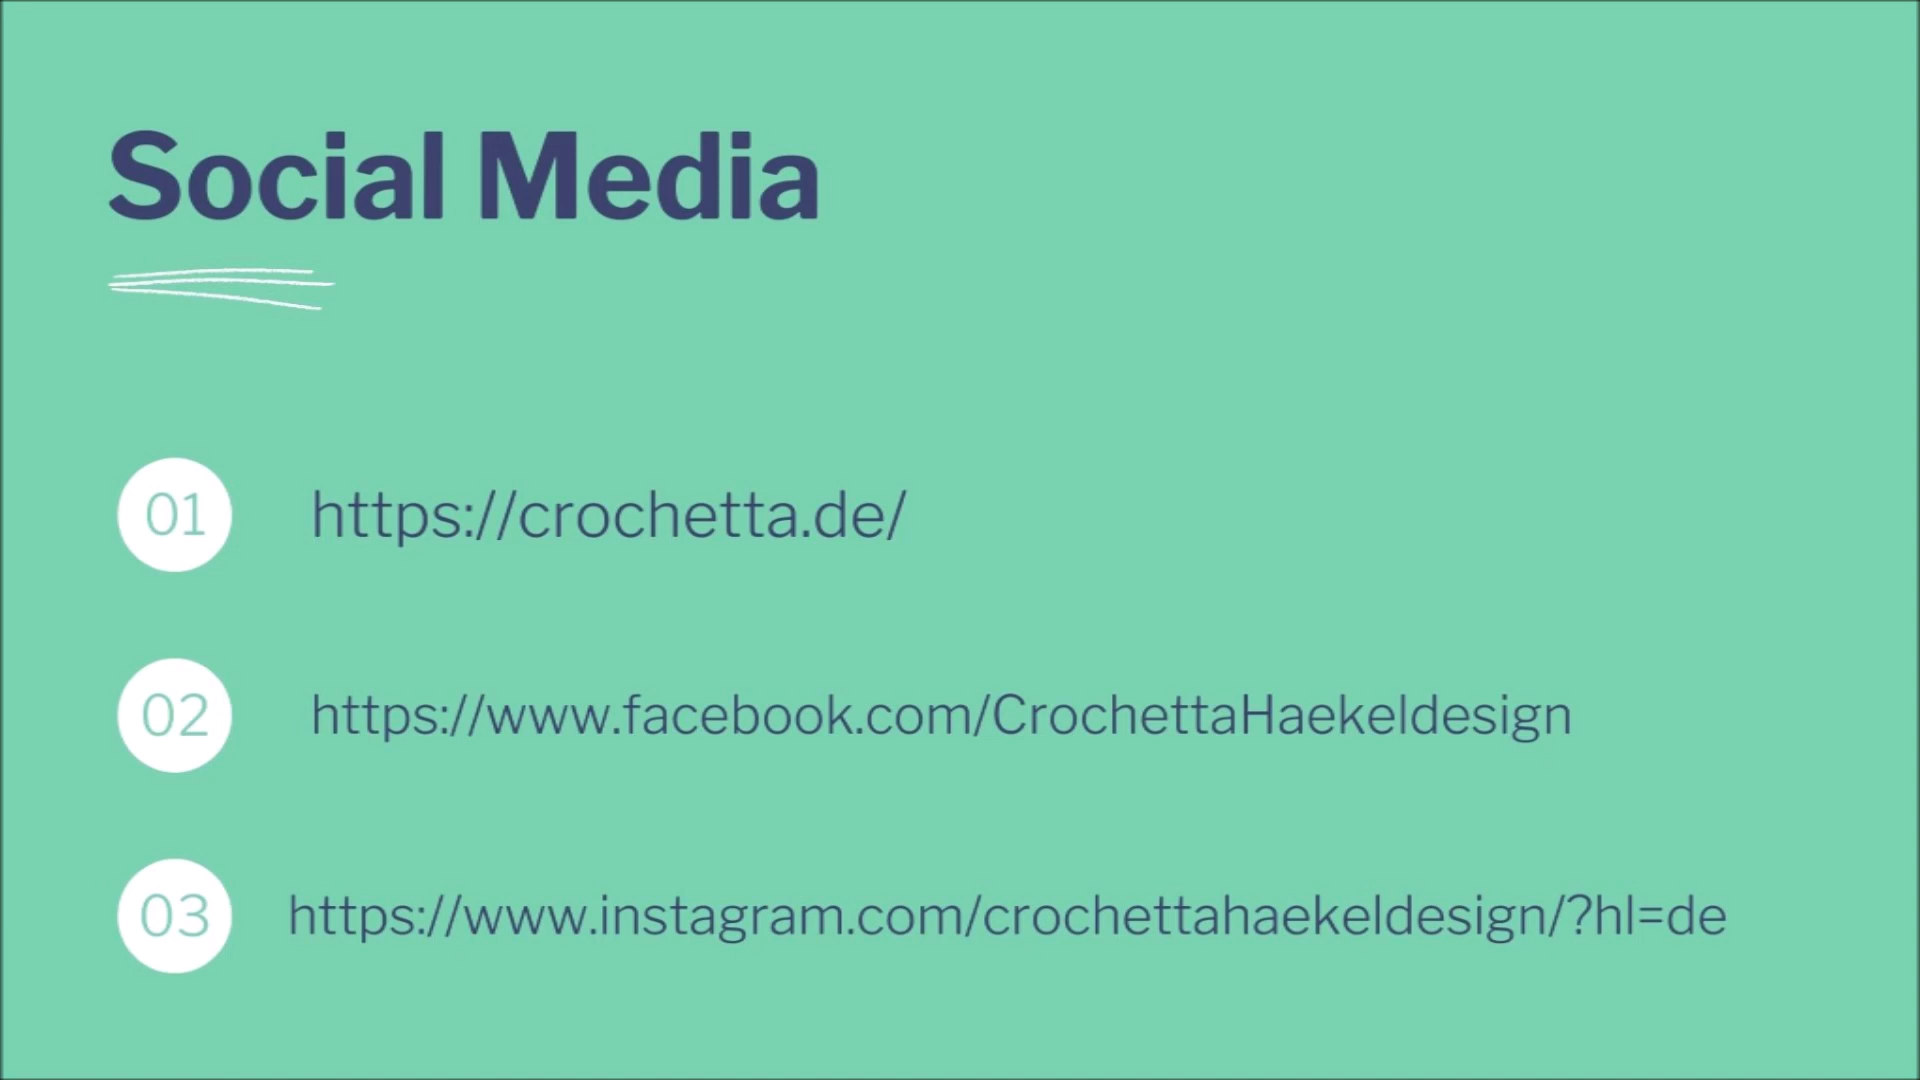 Social Media
01 https://crochetta.de/
02 https://www.facebook.com/CrochettaHaekeldesign
03 https://www.instagram.com/crochettahaekeldesign/?hl=de